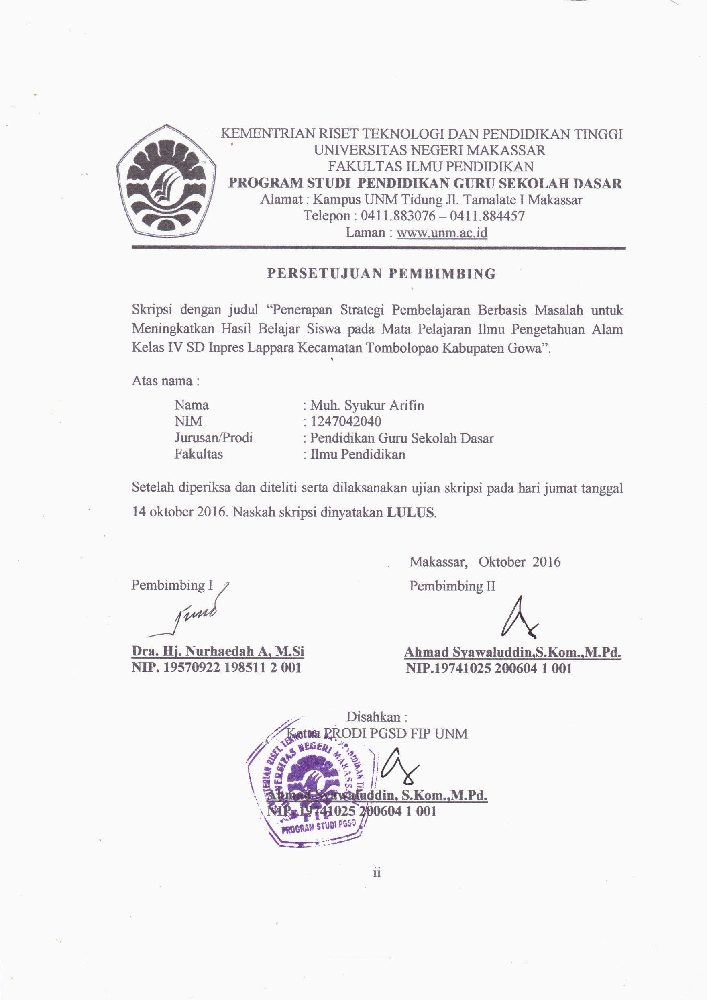 KEMENTRIAN RISET TEKNOLOGI DAN PENDIDIKAN TINGGI
UNIVERSITAS NEGERI MAKASSAR
FAKULTAS ILMU PENDIDIKAN
PROGRAM STUDI PENDIDIKAN GURU SEKOLAH DASAR
Alamat : Kampus UNM Tidung Jl. Tamalate I Makassar
Telepon : 0411.883076 – 0411.884457
Laman : www.unm.ac.id
PERSETUJUAN PEMBIMBING
Skripsi dengan judul “Penerapan Strategi Pembelajaran Berbasis Masalah untuk
Meningkatkan Hasil Belajar Siswa pada Mata Pelajaran Ilmu Pengetahuan Alam
Kelas IV SD Inpres Lappara Kecamatan Tombolopao Kabupaten Gowa”.
Atas nama :
Nama : Muh. Syukur Arifin
NIM : 1247042040
Jurusan/Prodi : Pendidikan Guru Sekolah Dasar
Fakultas : Ilmu Pendidikan
Setelah diperiksa dan diteliti serta dilaksanakan ujian skripsi pada hari jumat tanggal
14 oktober 2016. Naskah skripsi dinyatakan LULUS.
Makassar, Oktober 2016
Pembimbing I Pembimbing II
Dra. Hj. Nurhaedah A, M.Si Ahmad Syawaluddin,S.Kom.,M.Pd.
NIP. 19570922 198511 2 001 NIP.19741025 200604 1 001
Disahkan :
Ketua PRODI PGSD FIP UNM
Ahmad Syawaluddin, S.Kom.,M.Pd.
NIP. 19741025 200604 1 001
UNIVERSITAS NEGERI MAKASSAR
FIP
PROGRAM STUDI PGSD
ii